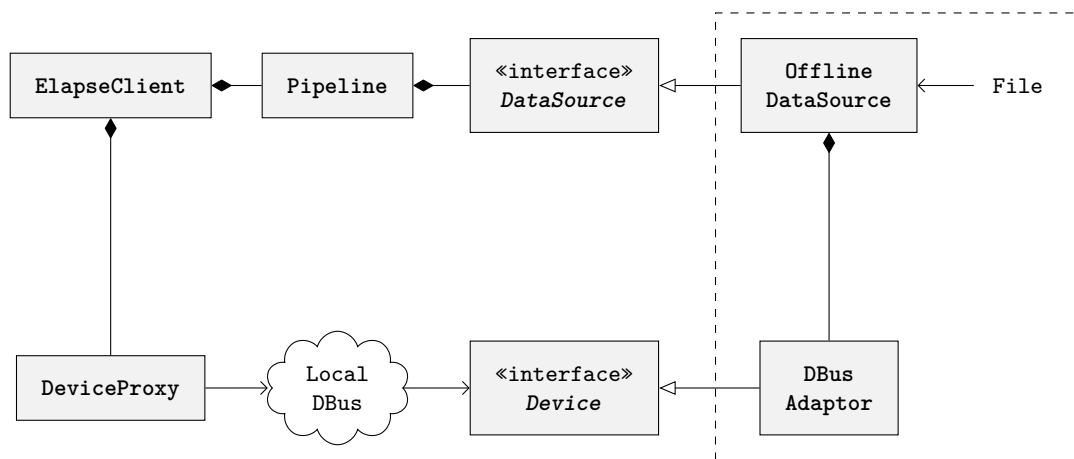 ElapseClient
Pipeline
«interface»
DataSource
Offline
DataSource
File
DeviceProxy
Local
DBus
«interface»
Device
DBus
Adaptor